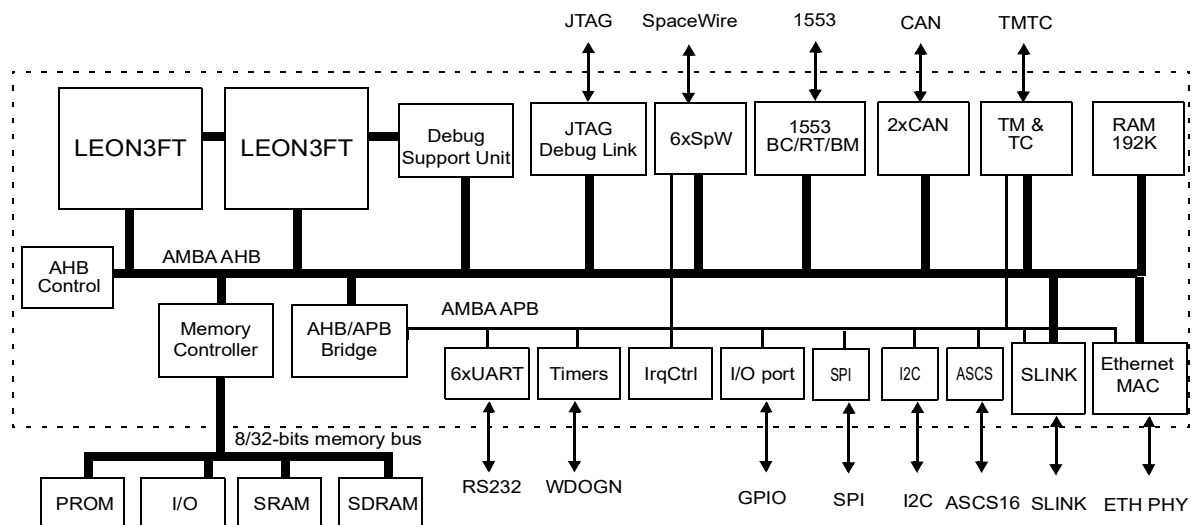 JTAG
SpaceWire
1553
CAN
TMTC
LEON3FT
LEON3FT
Debug
Support Unit
JTAG
Debug Link
6xSpW
1553
BC/RT/BM
2xCAN
TM &
TC
RAM
192K
AHB
Control
AMBA AHB
Memory
Controller
AHB/APB
Bridge
AMBA APB
6xUART
Timers
IrqCtrl
I/O port
SPI
I2C
ASCS
SLINK
Ethernet
MAC
8/32-bits memory bus
RS232
WDOGN
GPIO
SPI
I2C
ASCS16
SLINK
ETH PHY
PROM
I/O
SRAM
SDRAM